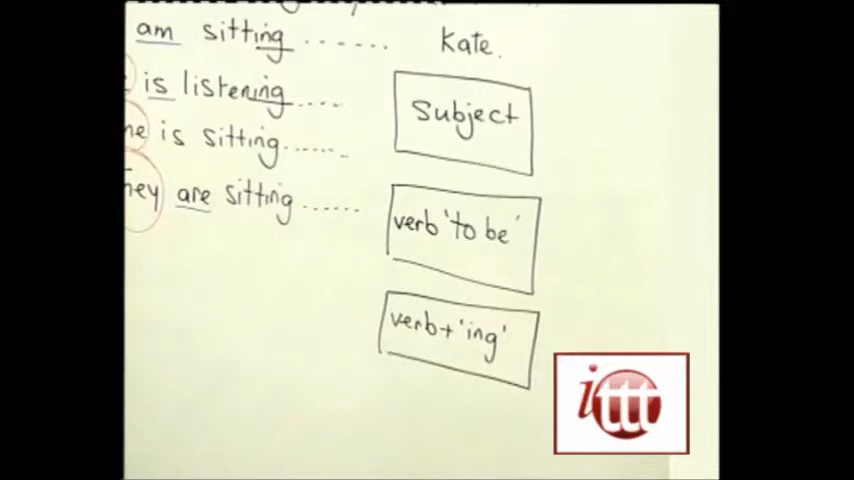 am sitting.......
Kate.
is listening....
is sitting.......
are sitting......
Subject
verb 'to be'
verb + 'ing'
ittt